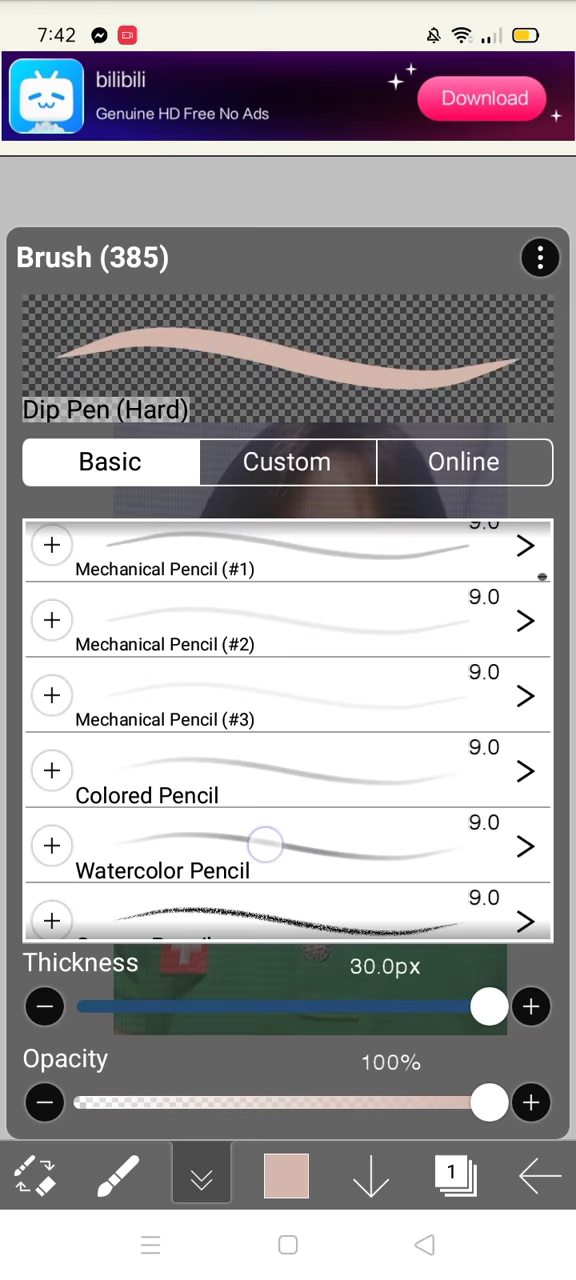 7:42
bilibili
Genuine HD Free No Ads
Download
Brush (385)
Dip Pen (Hard)
Basic
Custom
Online
9.0
Mechanical Pencil (#1)
9.0
Mechanical Pencil (#2)
9.0
Mechanical Pencil (#3)
9.0
Colored Pencil
9.0
Watercolor Pencil
9.0
Thickness
30.0px
Opacity
100%
1